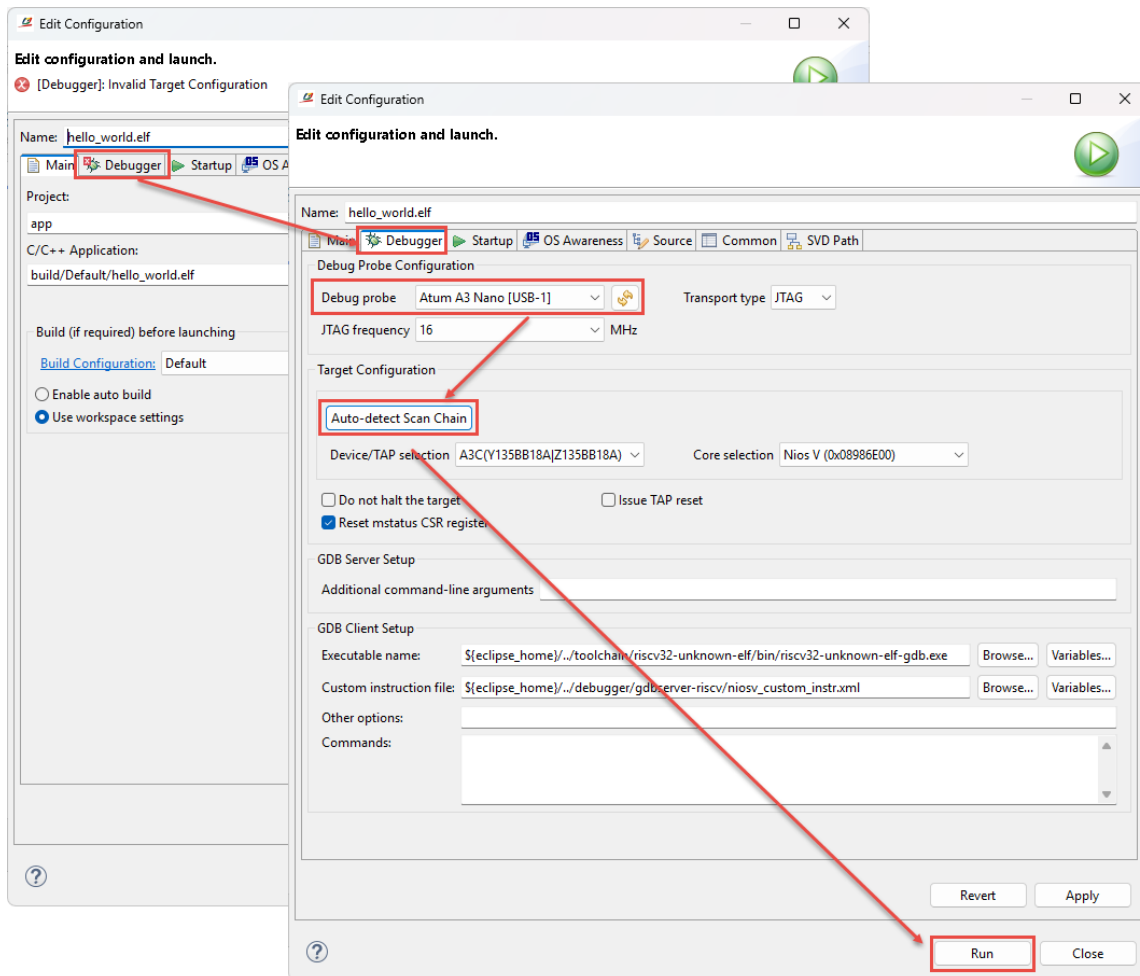 Edit Configuration
Edit configuration and launch.
[Debugger]: Invalid Target Configuration
Name: hello_world.elf
Main Debugger Startup OS A
Project:
app
C/C++ Application:
build/Default/hello_world.elf
Build (if required) before launching
Build Configuration: Default
Enable auto build
Use workspace settings
Edit Configuration
Edit configuration and launch.
Name: hello_world.elf
Main Debugger Startup OS Awareness Source Common SVD Path
Debug Probe Configuration
Debug probe Atum A3 Nano [USB-1] Transport type JTAG
JTAG frequency 16 MHz
Target Configuration
Auto-detect Scan Chain
Device/TAP selection A3C(Y135BB18A|Z135BB18A) Core selection Nios V (0x08986E00)
Do not halt the target Issue TAP reset
Reset mstatus CSR register
GDB Server Setup
Additional command-line arguments
GDB Client Setup
Executable name: ${eclipse_home}/../toolchain/riscv32-unknown-elf/bin/riscv32-unknown-elf-gdb.exe Browse... Variables...
Custom instruction file: ${eclipse_home}/../debugger/gdbserver-riscv/niosv_custom_instr.xml Browse... Variables...
Other options:
Commands:
Revert Apply
Run Close